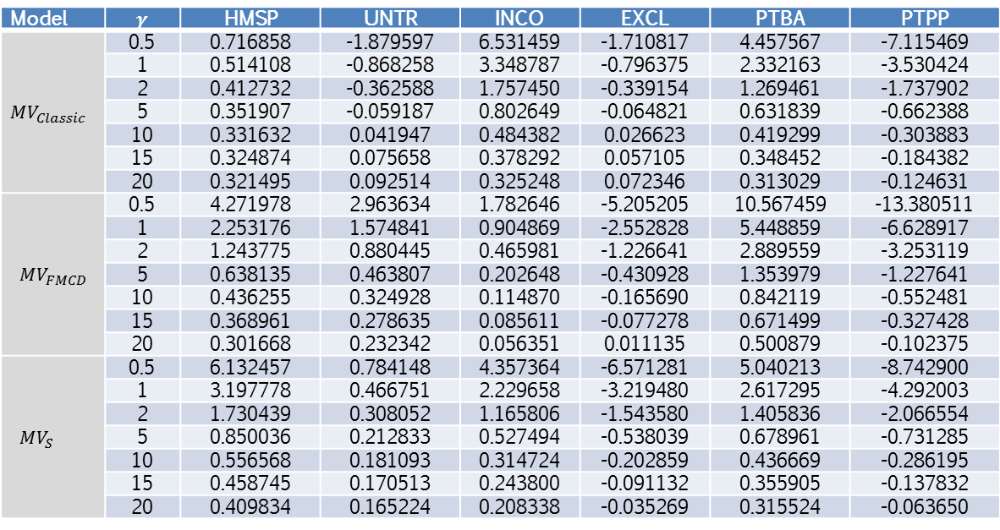 Model γ HMSP UNTR INCO EXCL PTBA PTPP
0.5 0.716858 -1.879597 6.531459 -1.710817 4.457567 -7.115469
1 0.514108 -0.868258 3.348787 -0.796375 2.332163 -3.530424
2 0.412732 -0.362588 1.757450 -0.339154 1.269461 -1.737902
MV_Classic 5 0.351907 -0.059187 0.802649 -0.064821 0.631839 -0.662388
10 0.331632 0.041947 0.484382 0.026623 0.419299 -0.303883
15 0.324874 0.075658 0.378292 0.057105 0.348452 -0.184382
20 0.321495 0.092514 0.325248 0.072346 0.313029 -0.124631
0.5 4.271978 2.963634 1.782646 -5.205205 10.567459 -13.380511
1 2.253176 1.574841 0.904869 -2.552828 5.448859 -6.628917
2 1.243775 0.880445 0.465981 -1.226641 2.889559 -3.253119
MV_FMCD 5 0.638135 0.463807 0.202648 -0.430928 1.353979 -1.227641
10 0.436255 0.324928 0.114870 -0.165690 0.842119 -0.552481
15 0.368961 0.278635 0.085611 -0.077278 0.671499 -0.327428
20 0.301668 0.232342 0.056351 0.011135 0.500879 -0.102375
0.5 6.132457 0.784148 4.357364 -6.571281 5.040213 -8.742900
1 3.197778 0.466751 2.229658 -3.219480 2.617295 -4.292003
2 1.730439 0.308052 1.165806 -1.543580 1.405836 -2.066554
MV_S 5 0.850036 0.212833 0.527494 -0.538039 0.678961 -0.731285
10 0.556568 0.181093 0.314724 -0.202859 0.436669 -0.286195
15 0.458745 0.170513 0.243800 -0.091132 0.355905 -0.137832
20 0.409834 0.165224 0.208338 -0.035269 0.315524 -0.063650